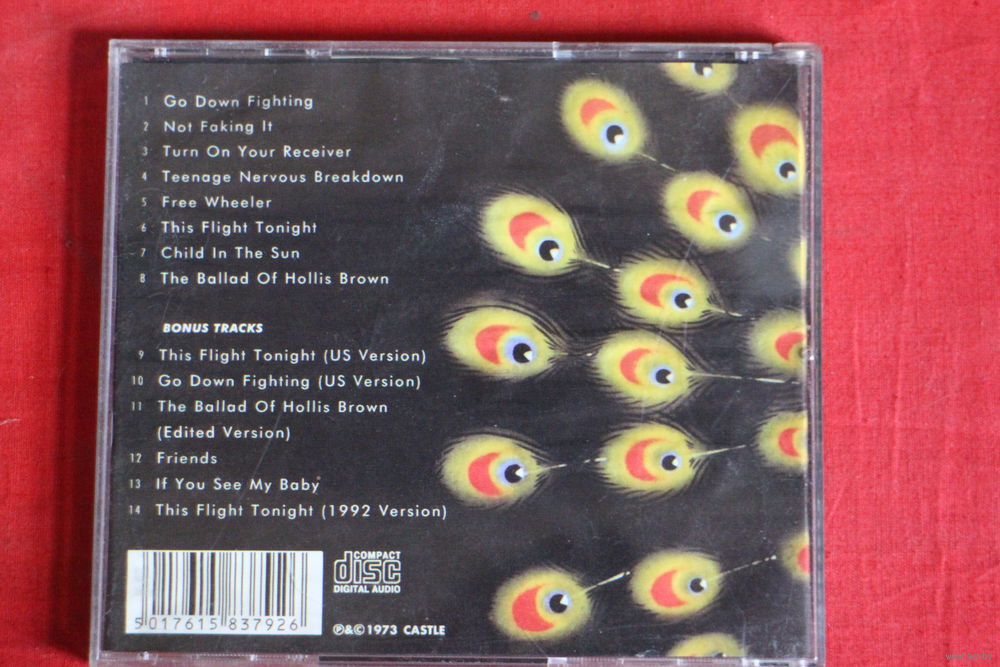 1 Go Down Fighting
2 Not Faking It
3 Turn On Your Receiver
4 Teenage Nervous Breakdown
5 Free Wheeler
6 This Flight Tonight
7 Child In The Sun
8 The Ballad Of Hollis Brown
BONUS TRACKS
9 This Flight Tonight (US Version)
10 Go Down Fighting (US Version)
11 The Ballad Of Hollis Brown
(Edited Version)
12 Friends
13 If You See My Baby
14 This Flight Tonight (1992 Version)
5 017615 837926
COMPACT
disc
DIGITAL AUDIO
℗&©1973 CASTLE